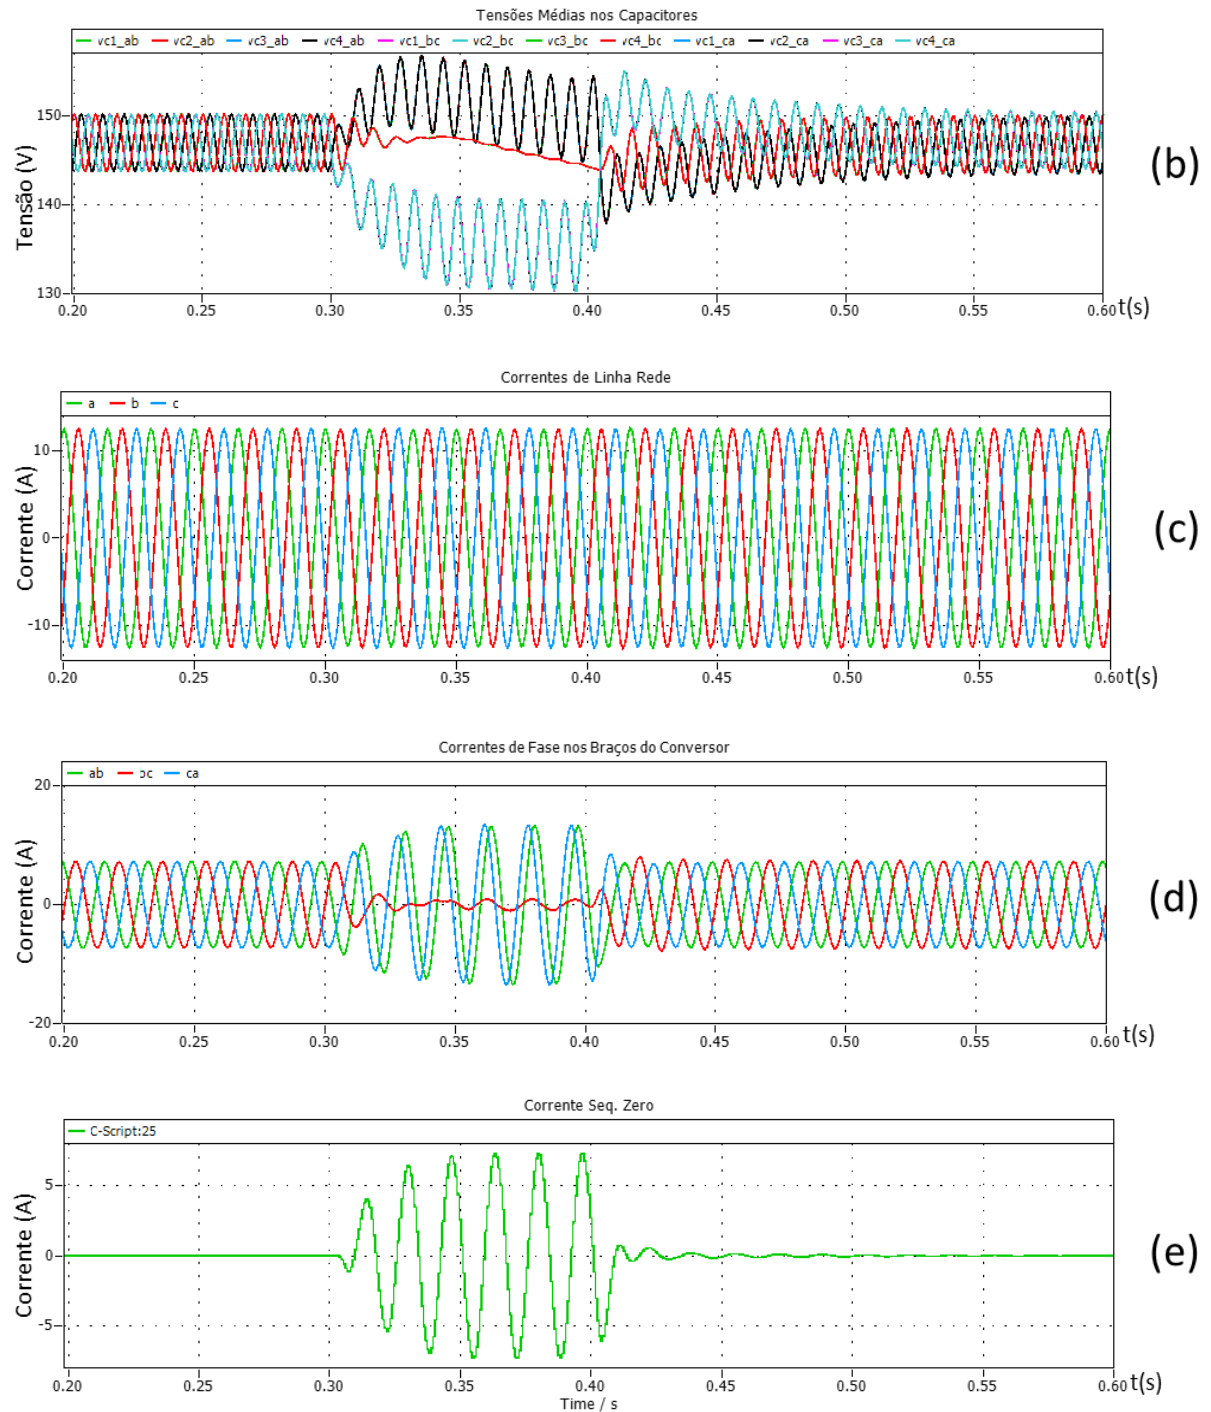 Tensões Médias nos Capacitores
vc1_ab vc2_ab vc3_ab vc4_ab vc1_bc vc2_bc vc3_bc vc4_bc vc1_ca vc2_ca vc3_ca vc4_ca
150
140
130
Tensão (V)
0.20 0.25 0.30 0.35 0.40 0.45 0.50 0.55 0.60 t(s)
(b)
Correntes de Linha Rede
a b c
10
0
-10
Corrente (A)
0.20 0.25 0.30 0.35 0.40 0.45 0.50 0.55 0.60 t(s)
(c)
Correntes de Fase nos Braços do Conversor
ab bc ca
20
0
-20
Corrente (A)
0.20 0.25 0.30 0.35 0.40 0.45 0.50 0.55 0.60 t(s)
(d)
Corrente Seq. Zero
C-Script:25
5
0
-5
Corrente (A)
0.20 0.25 0.30 0.35 0.40 0.45 0.50 0.55 0.60 t(s)
Time / s
(e)